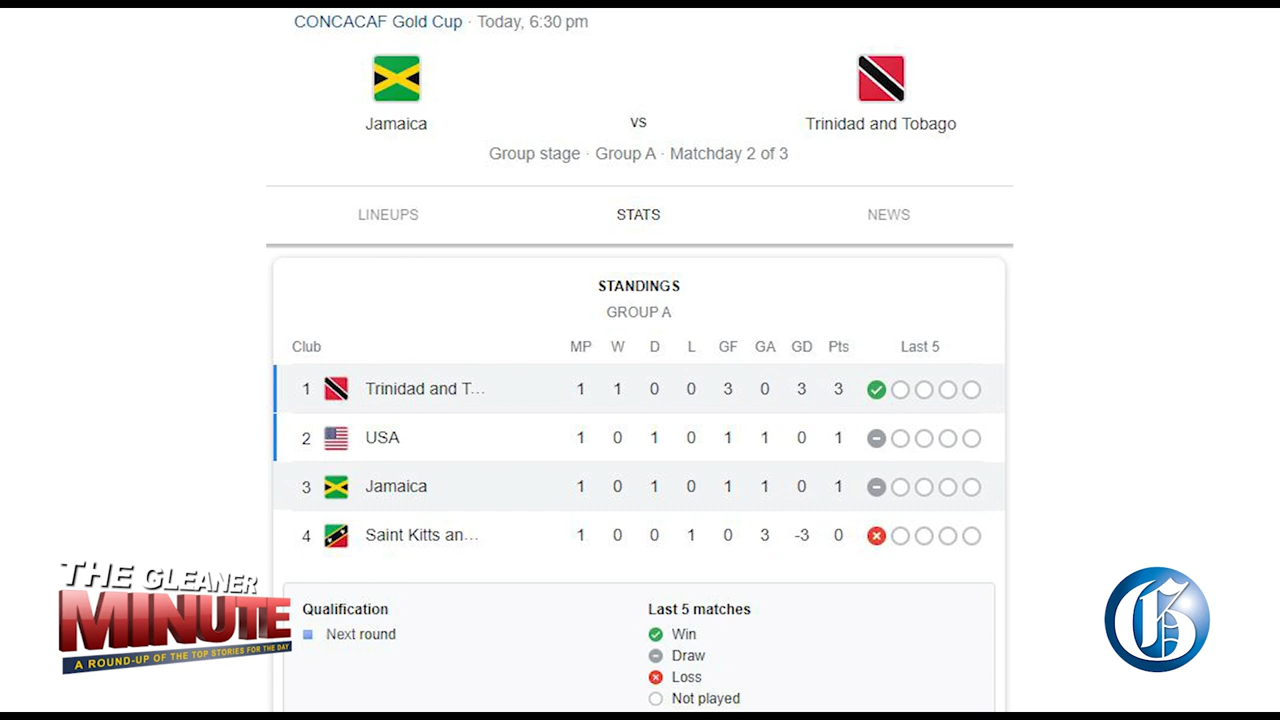 CONCACAF Gold Cup · Today, 6:30 pm
Jamaica vs Trinidad and Tobago
Group stage · Group A · Matchday 2 of 3
LINEUPS STATS NEWS
STANDINGS
GROUP A
Club MP W D L GF GA GD Pts Last 5
1 Trinidad and T... 1 1 0 0 3 0 3 3
2 USA 1 0 1 0 1 1 0 1
3 Jamaica 1 0 1 0 1 1 0 1
4 Saint Kitts an... 1 0 0 1 0 3 -3 0
Qualification
Next round
Last 5 matches
Win
Draw
Loss
Not played
THE GLEANER
MINUTE
A ROUND-UP OF THE TOP STORIES FOR THE DAY
G